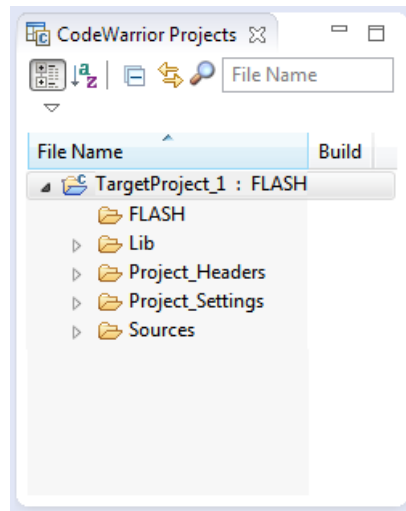 CodeWarrior Projects
File Name
File Name Build
TargetProject_1 : FLASH
FLASH
Lib
Project_Headers
Project_Settings
Sources